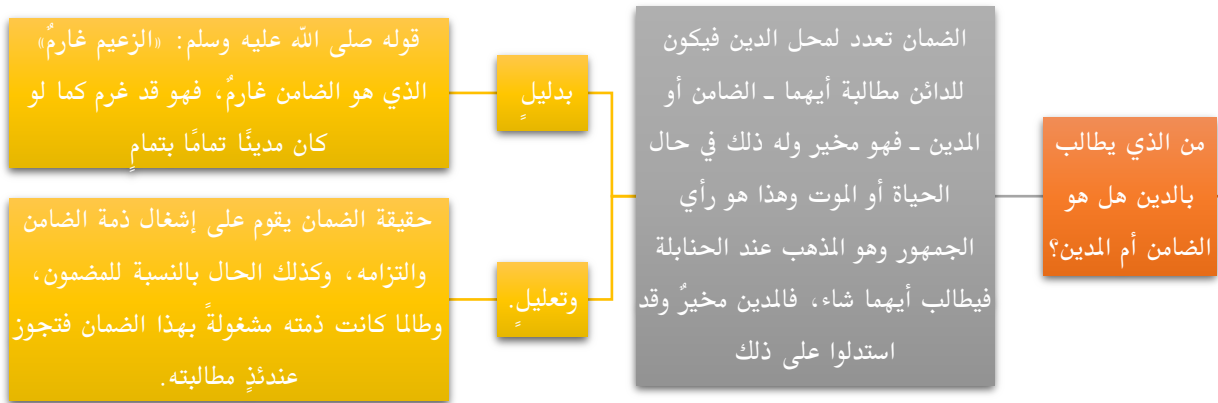 من الذي يطالب
بالدين هل هو
الضامن أم المدين؟
الضمان تعدد لمحل الدين فيكون
للدائن مطالبة أيهما ـ الضامن أو
المدين ـ فهو مخير وله ذلك في حال
الحياة أو الموت وهذا هو رأي
الجمهور وهو المذهب عند الحنابلة
فيطالب أيهما شاء، فالمدين مخيرٌ وقد
استدلوا على ذلك
بدليلٍ
قوله صلى الله عليه وسلم: «الزعيم غارمٌ»
الذي هو الضامن غارمٌ، فهو قد غرم كما لو
كان مدينًا تمامًا بتمامٍ
وتعليلٍ.
حقيقة الضمان يقوم على إشغال ذمة الضامن
والتزامه، وكذلك الحال بالنسبة للمضمون،
وطالما كانت ذمته مشغولةً بهذا الضمان فتجوز
عندئذٍ مطالبته.